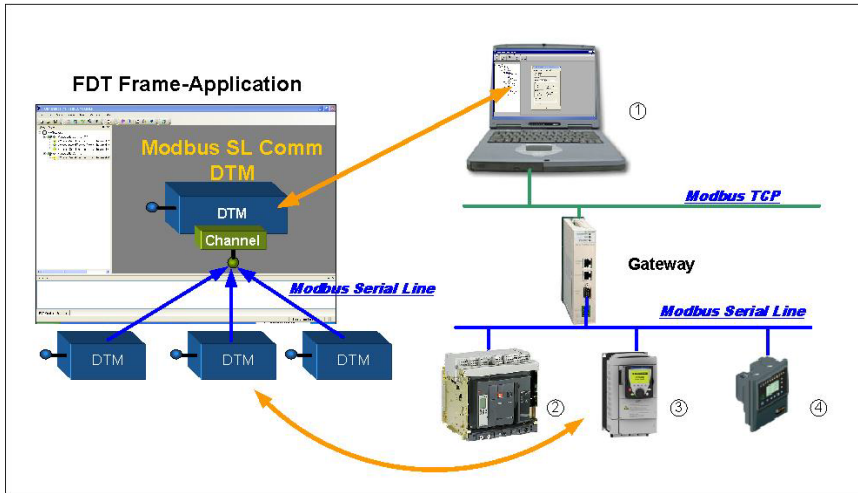 FDT Frame-Application
Modbus SL Comm
DTM
DTM
Channel
Modbus Serial Line
DTM
DTM
DTM
①
Modbus TCP
Gateway
Modbus Serial Line
②
③
④